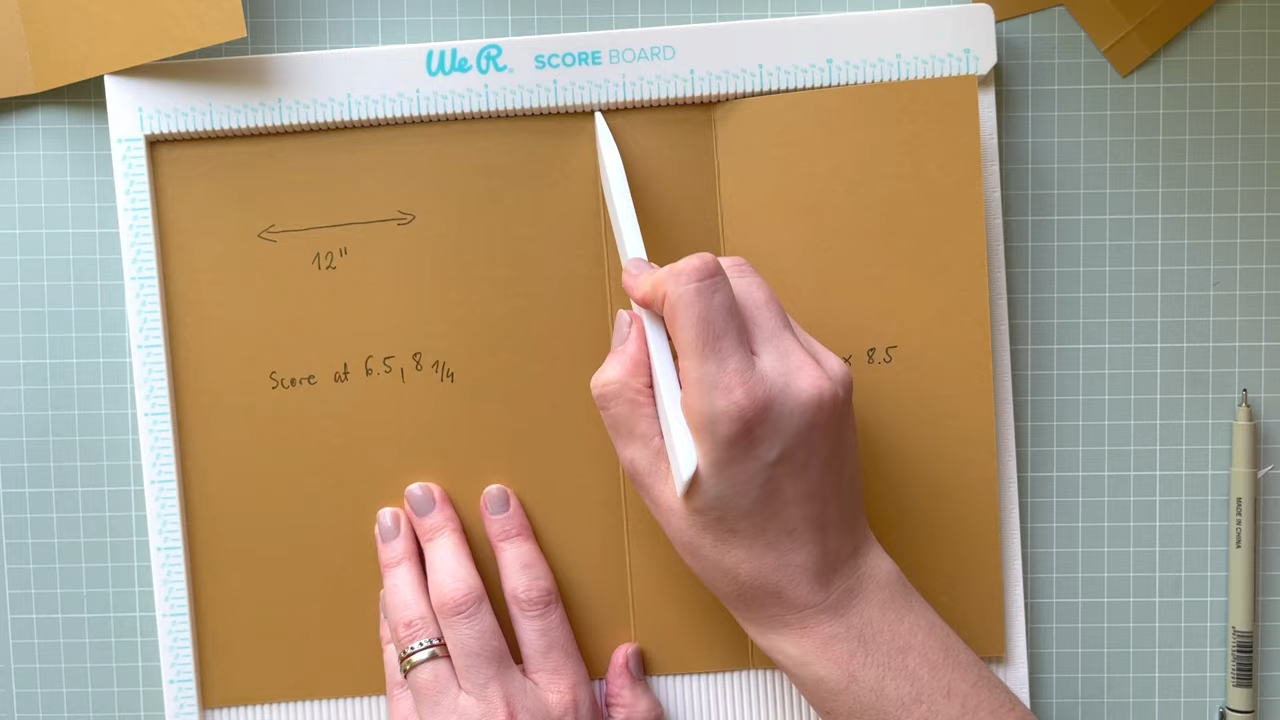 We R SCORE BOARD
12"
Score at 6.5, 8 1/4
x 8.5
MADE IN CHINA